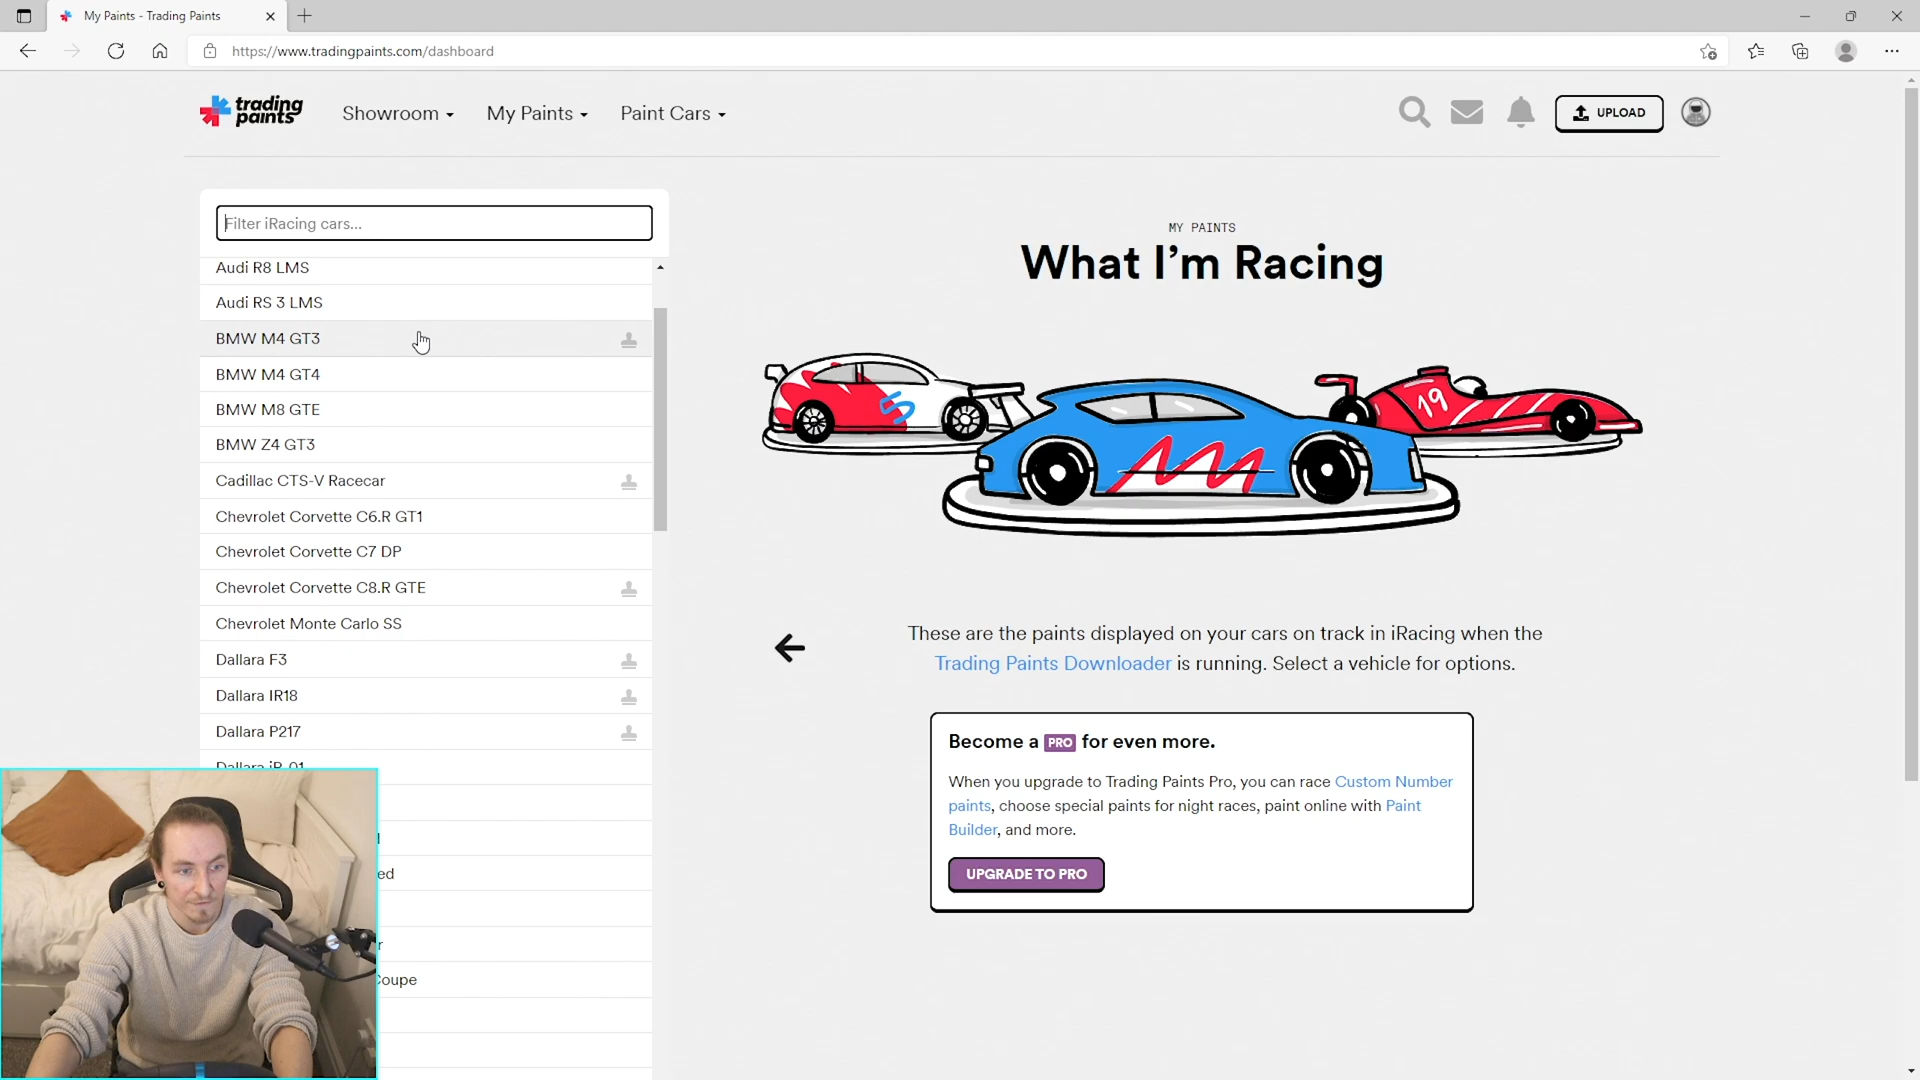 My Paints - Trading Paints
https://www.tradingpaints.com/dashboard
trading paints
Showroom
My Paints
Paint Cars
UPLOAD
Filter iRacing cars...
Audi R8 LMS
Audi RS 3 LMS
BMW M4 GT3
BMW M4 GT4
BMW M8 GTE
BMW Z4 GT3
Cadillac CTS-V Racecar
Chevrolet Corvette C6.R GT1
Chevrolet Corvette C7 DP
Chevrolet Corvette C8.R GTE
Chevrolet Monte Carlo SS
Dallara F3
Dallara IR18
Dallara P217
Dallara iR-01
ed
r
Coupe
MY PAINTS
What I'm Racing
19
These are the paints displayed on your cars on track in iRacing when the
Trading Paints Downloader is running. Select a vehicle for options.
Become a PRO for even more.
When you upgrade to Trading Paints Pro, you can race Custom Number
paints, choose special paints for night races, paint online with Paint
Builder, and more.
UPGRADE TO PRO